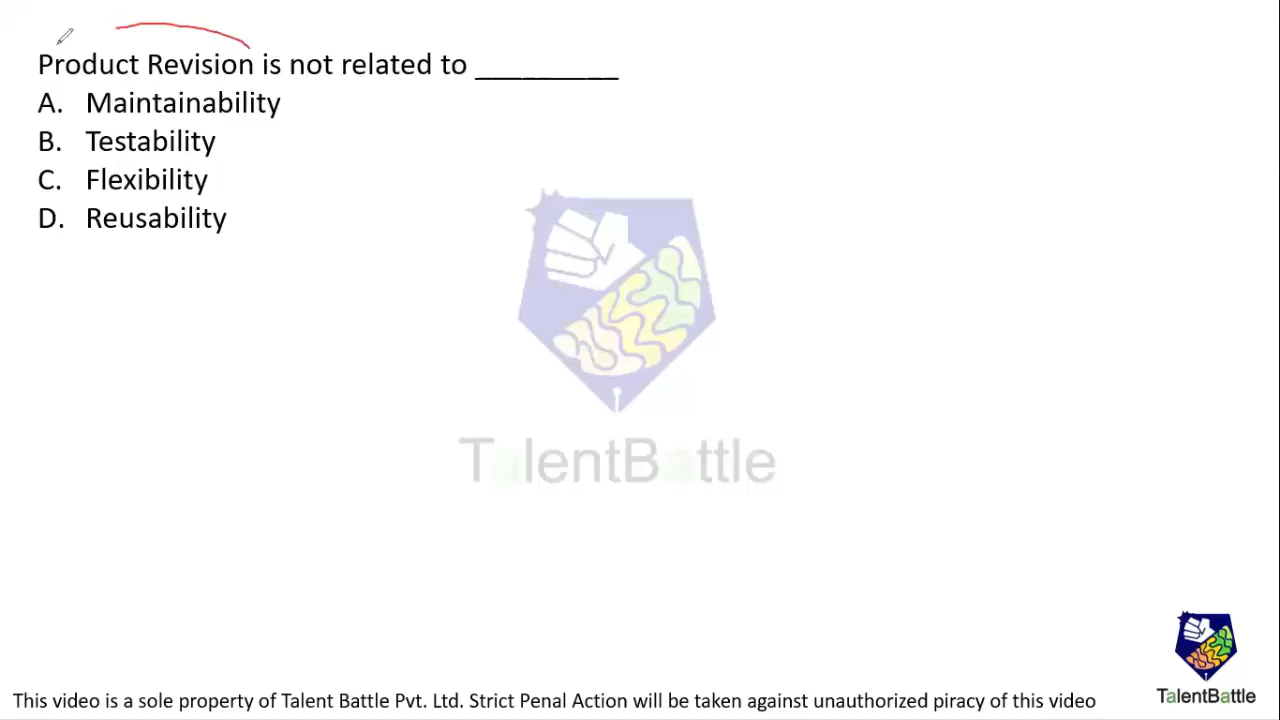 Product Revision is not related to _________
A. Maintainability
B. Testability
C. Flexibility
D. Reusability
TalentBattle
TalentBattle
This video is a sole property of Talent Battle Pvt. Ltd. Strict Penal Action will be taken against unauthorized piracy of this video